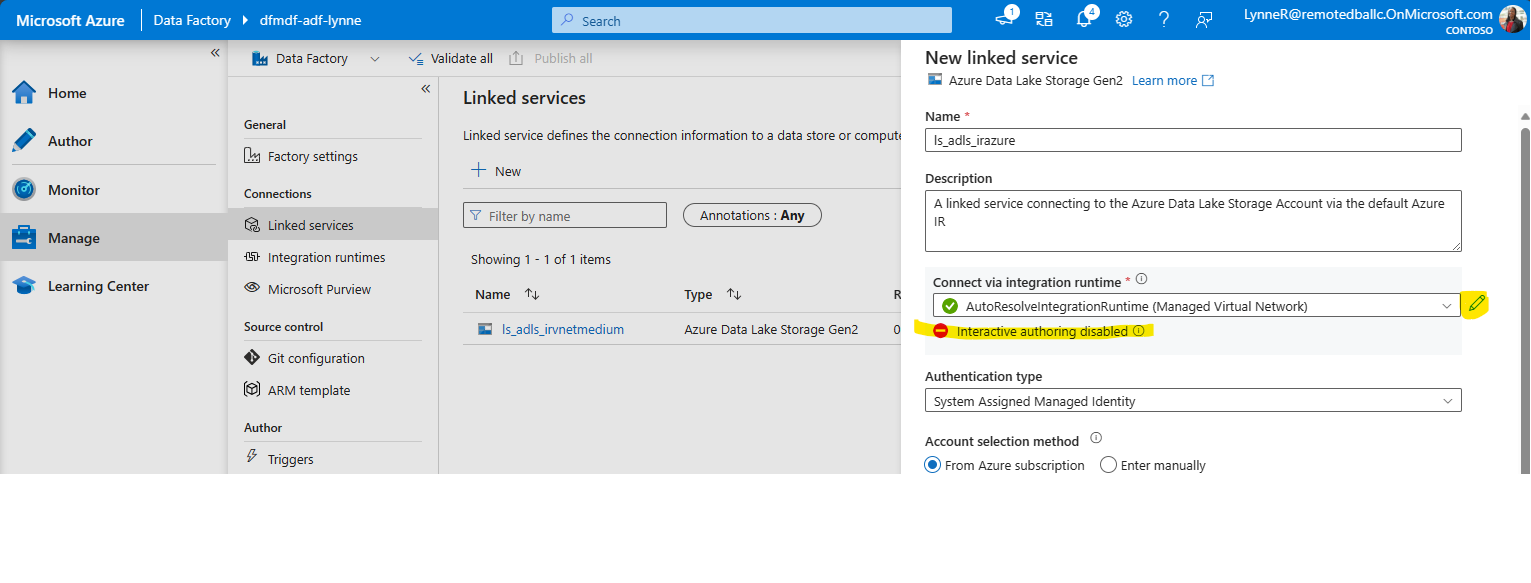 Microsoft Azure
Data Factory
dfmdf-adf-lynne
Search
1
4
LynneR@remotedballc.OnMicrosoft.com
CONTOSO
Home
Author
Monitor
Manage
Learning Center
Data Factory
Validate all
Publish all
General
Factory settings
Connections
Linked services
Integration runtimes
Microsoft Purview
Source control
Git configuration
ARM template
Author
Triggers
Linked services
Linked service defines the connection information to a data store or compute
New
Filter by name
Annotations : Any
Showing 1 - 1 of 1 items
Name
Type
R
ls_adls_irvnetmedium
Azure Data Lake Storage Gen2
0
New linked service
Azure Data Lake Storage Gen2 Learn more
Name *
ls_adls_irazure
Description
A linked service connecting to the Azure Data Lake Storage Account via the default Azure
IR
Connect via integration runtime *
AutoResolveIntegrationRuntime (Managed Virtual Network)
Interactive authoring disabled
Authentication type
System Assigned Managed Identity
Account selection method
From Azure subscription
Enter manually